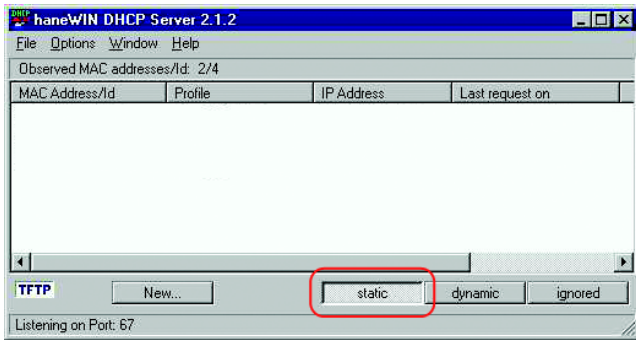 DHCP haneWIN DHCP Server 2.1.2
File Options Window Help
Observed MAC addresses/Id: 2/4
MAC Address/Id Profile IP Address Last request on
TFTP New... static dynamic ignored
Listening on Port: 67